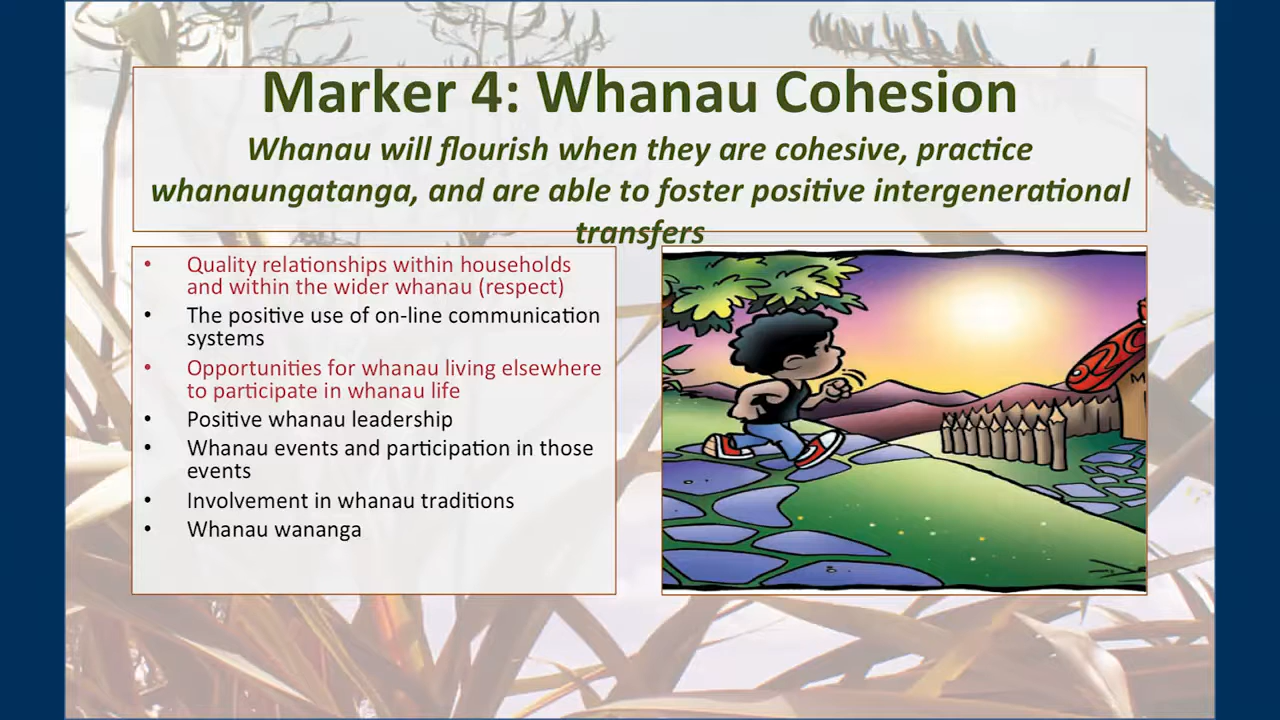 Marker 4: Whanau Cohesion
Whanau will flourish when they are cohesive, practice
whanaungatanga, and are able to foster positive intergenerational
transfers
• Quality relationships within households
and within the wider whanau (respect)
• The positive use of on-line communication
systems
• Opportunities for whanau living elsewhere
to participate in whanau life
• Positive whanau leadership
• Whanau events and participation in those
events
• Involvement in whanau traditions
• Whanau wananga